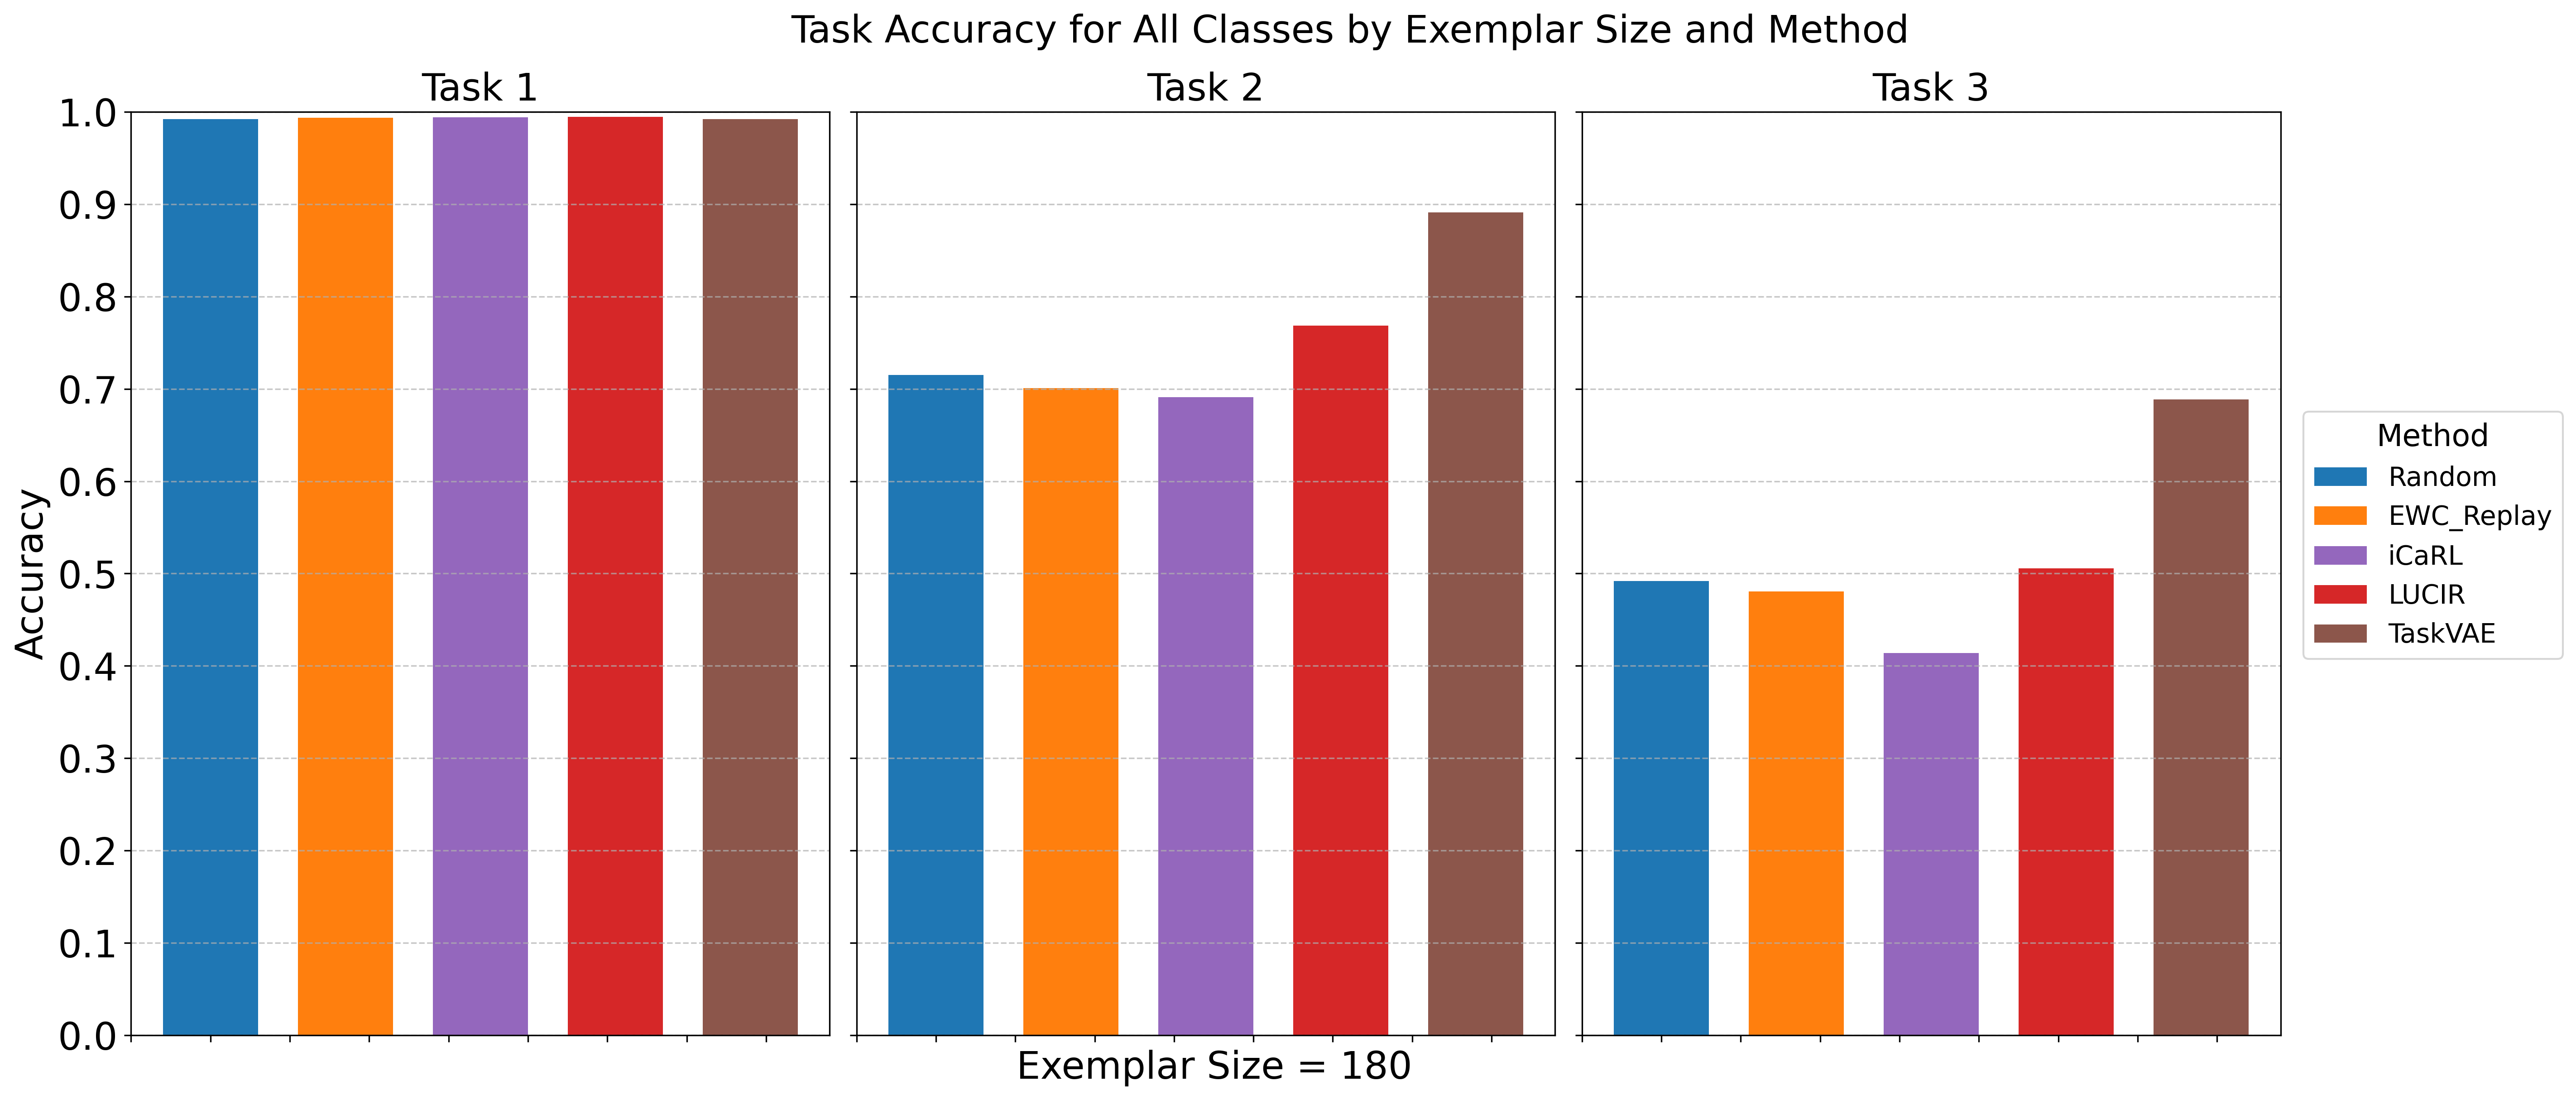 Task Accuracy for All Classes by Exemplar Size and Method
Task 1
Task 2
Task 3
1.0
0.9
0.8
0.7
0.6
0.5
0.4
0.3
0.2
0.1
0.0
Accuracy
Exemplar Size = 180
Method
Random
EWC_Replay
iCaRL
LUCIR
TaskVAE